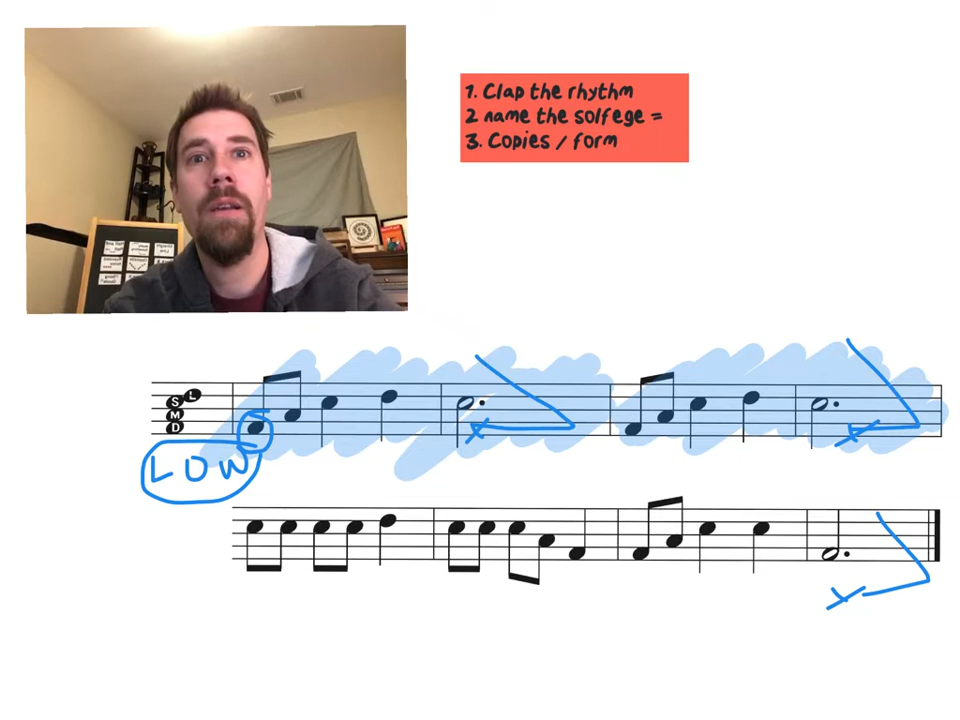 1. Clap the rhythm
2 name the solfege =
3. Copies / form
L
S
M
D
LOW